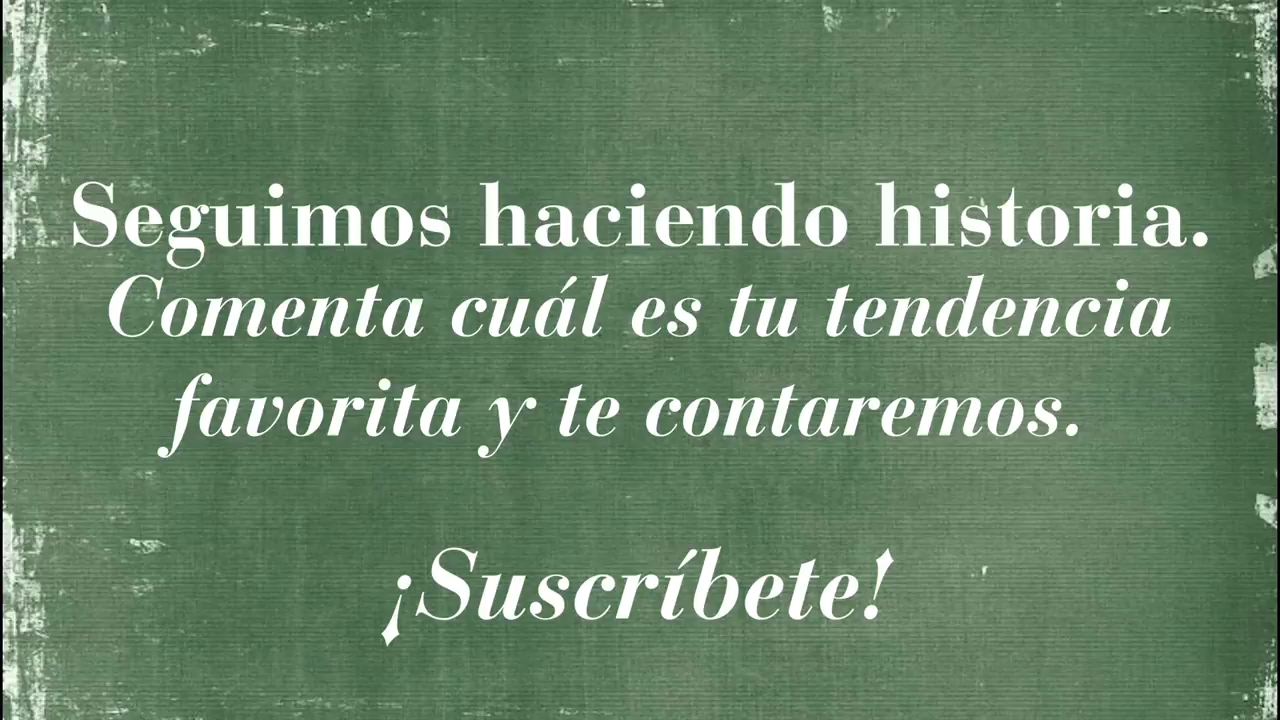 Seguimos haciendo historia.
Comenta cuál es tu tendencia
favorita y te contaremos.
¡Suscríbete!